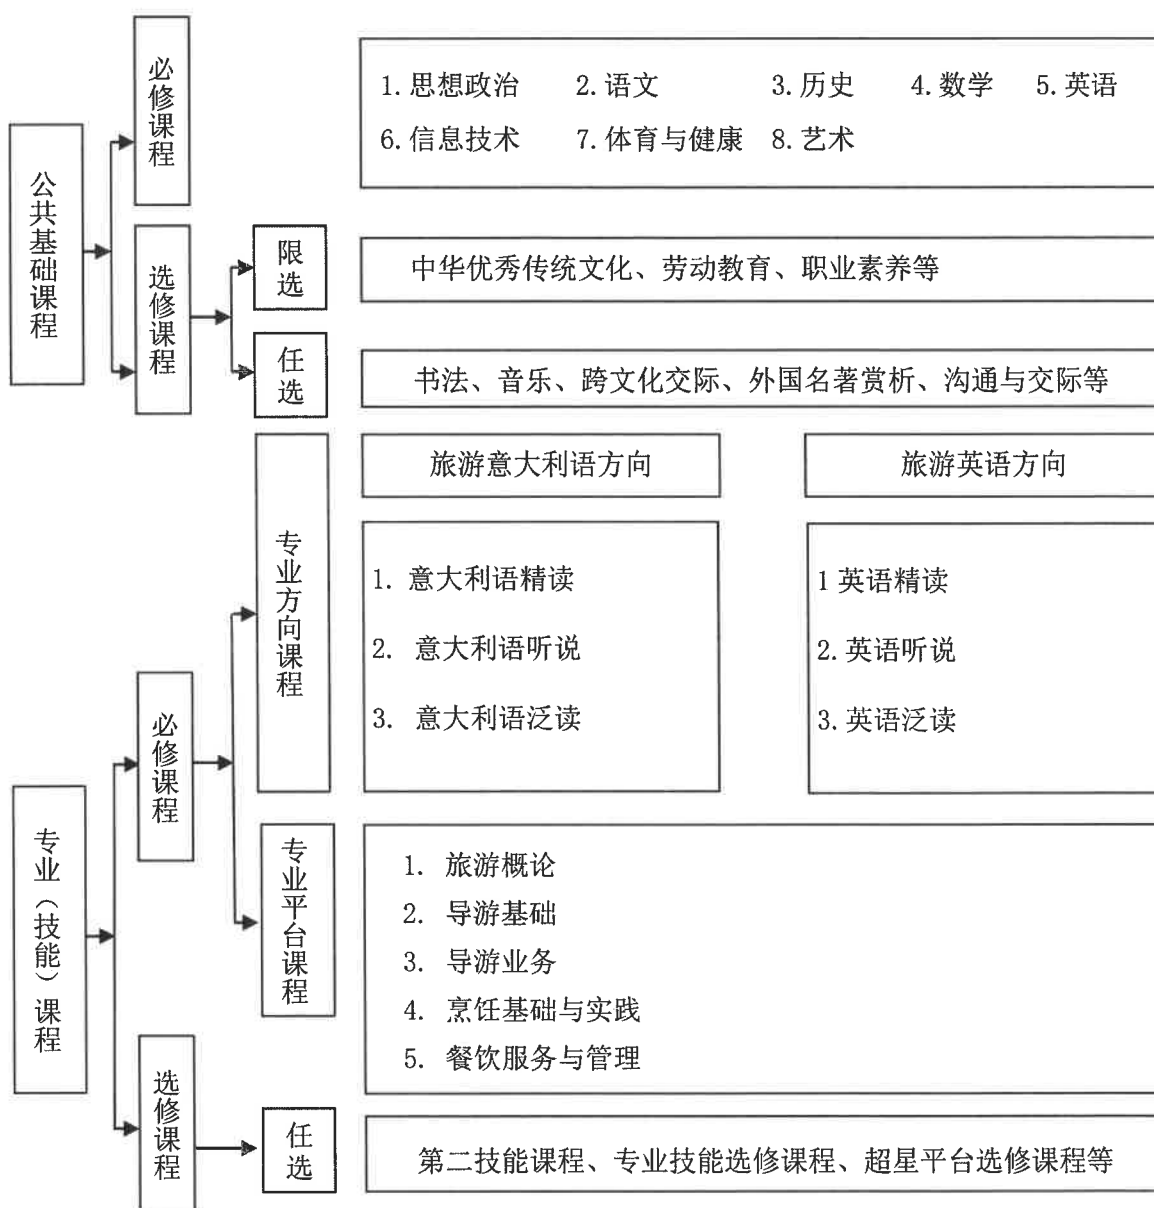 公共基础课程
必修课程
1.思想政治 2.语文 3.历史 4.数学 5.英语
6.信息技术 7.体育与健康 8.艺术
选修课程
限选
中华优秀传统文化、劳动教育、职业素养等
任选
书法、音乐、跨文化交际、外国名著赏析、沟通与交际等
专业（技能）课程
必修课程
专业方向课程
旅游意大利语方向
1. 意大利语精读
2. 意大利语听说
3. 意大利语泛读
旅游英语方向
1 英语精读
2.英语听说
3.英语泛读
专业平台课程
1. 旅游概论
2. 导游基础
3. 导游业务
4. 烹饪基础与实践
5. 餐饮服务与管理
选修课程
任选
第二技能课程、专业技能选修课程、超星平台选修课程等